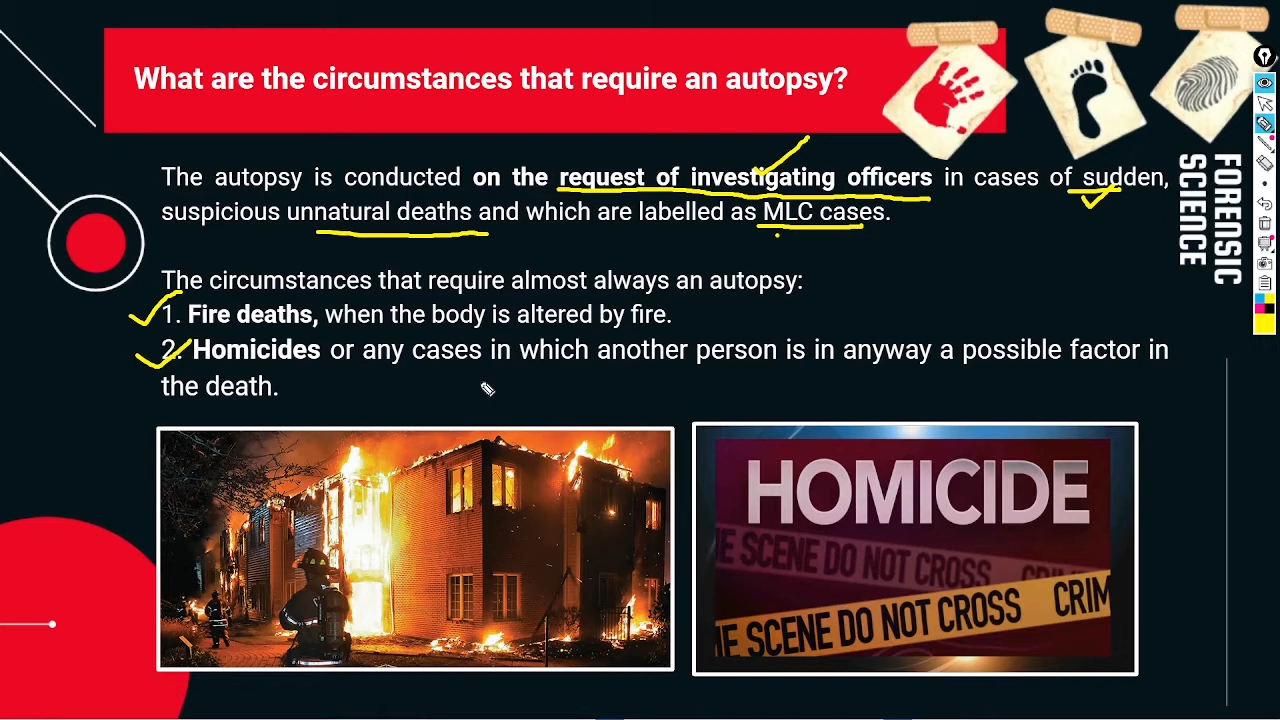 What are the circumstances that require an autopsy?
FORENSIC
SCIENCE
The autopsy is conducted on the request of investigating officers in cases of sudden,
suspicious unnatural deaths and which are labelled as MLC cases.
The circumstances that require almost always an autopsy:
1. Fire deaths, when the body is altered by fire.
2. Homicides or any cases in which another person is in anyway a possible factor in
the death.
HOMICIDE
E SCENE DO NOT CROSS CRIM
E SCENE DO NOT CROSS CRIM